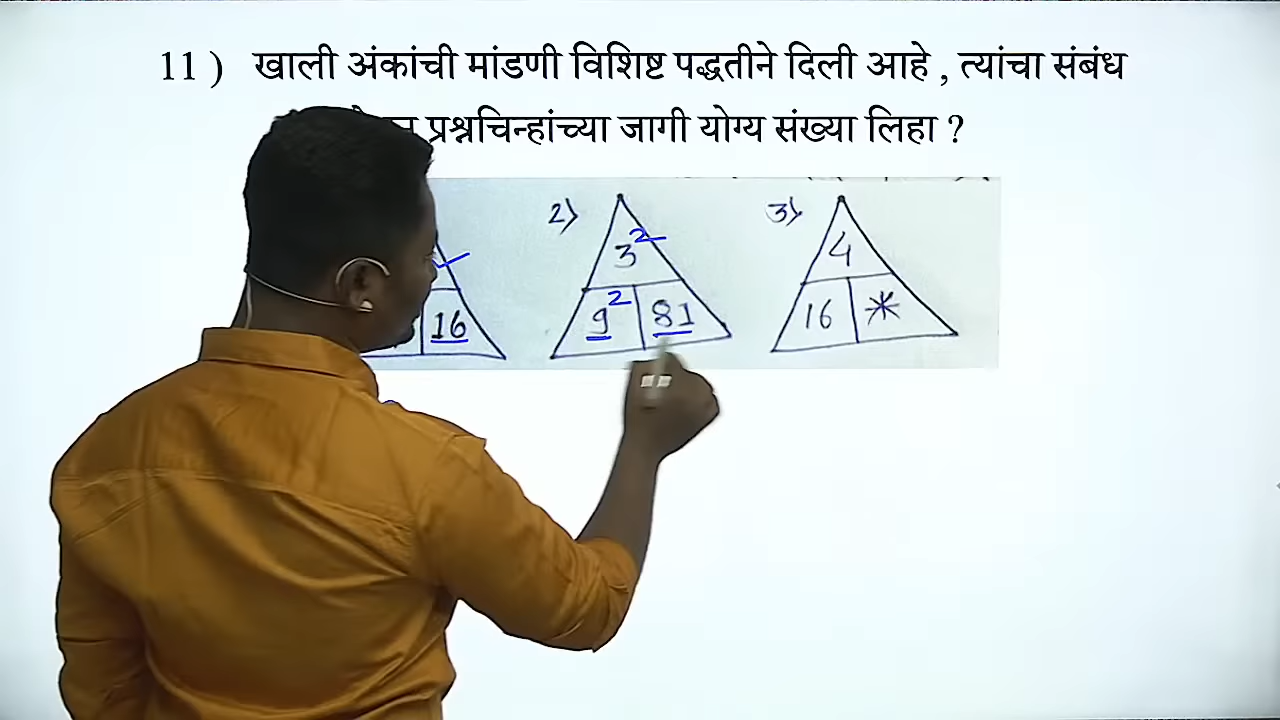 11 ) खाली अंकांची मांडणी विशिष्ट पद्धतीने दिली आहे , त्यांचा संबंध
प्रश्नचिन्हांच्या जागी योग्य संख्या लिहा ?
2) 3)
3² 4
16 9² 81 16 *